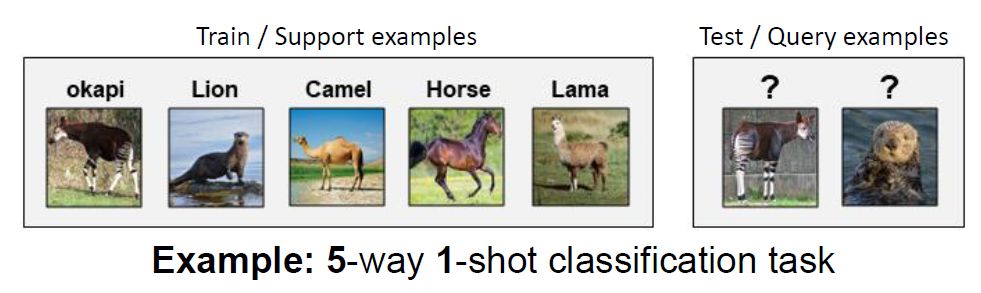 Train / Support examples
Test / Query examples
okapi Lion Camel Horse Lama
? ?
Example: 5-way 1-shot classification task